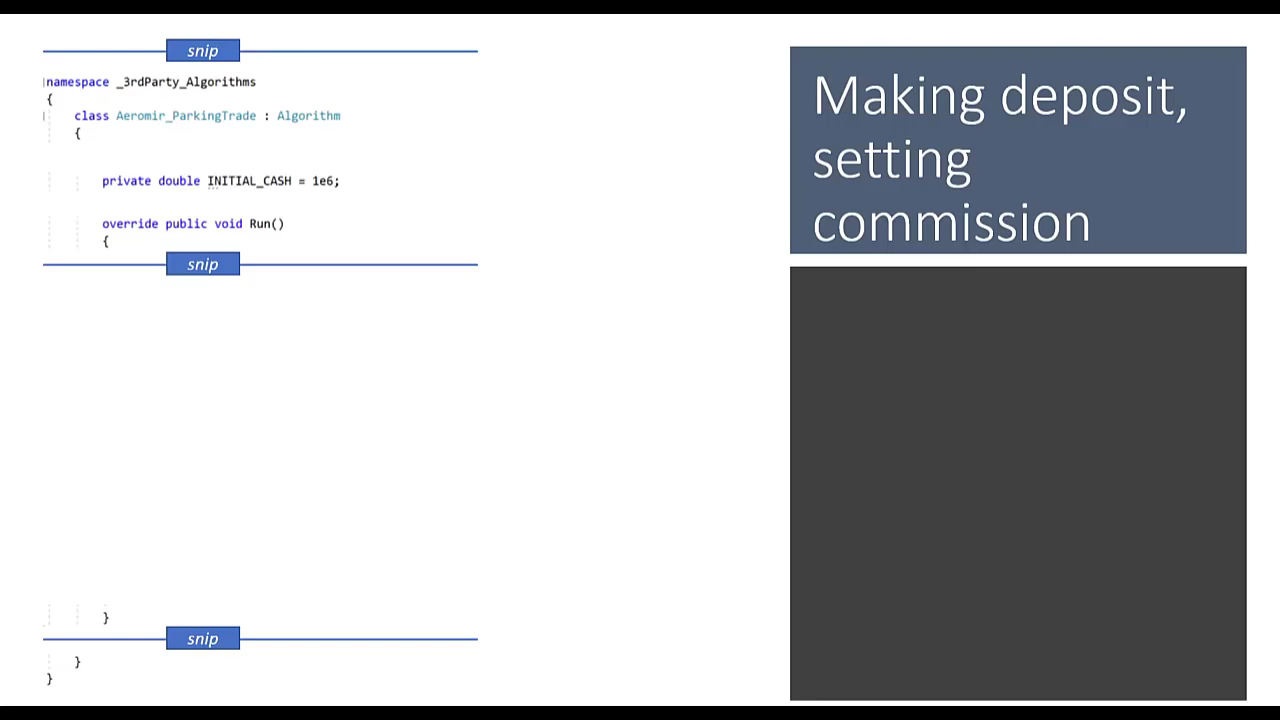 snip
namespace _3rdParty_Algorithms
{
class Aeromir_ParkingTrade : Algorithm
{
private double INITIAL_CASH = 1e6;
override public void Run()
{
snip
}
snip
}
}
Making deposit,
setting
commission